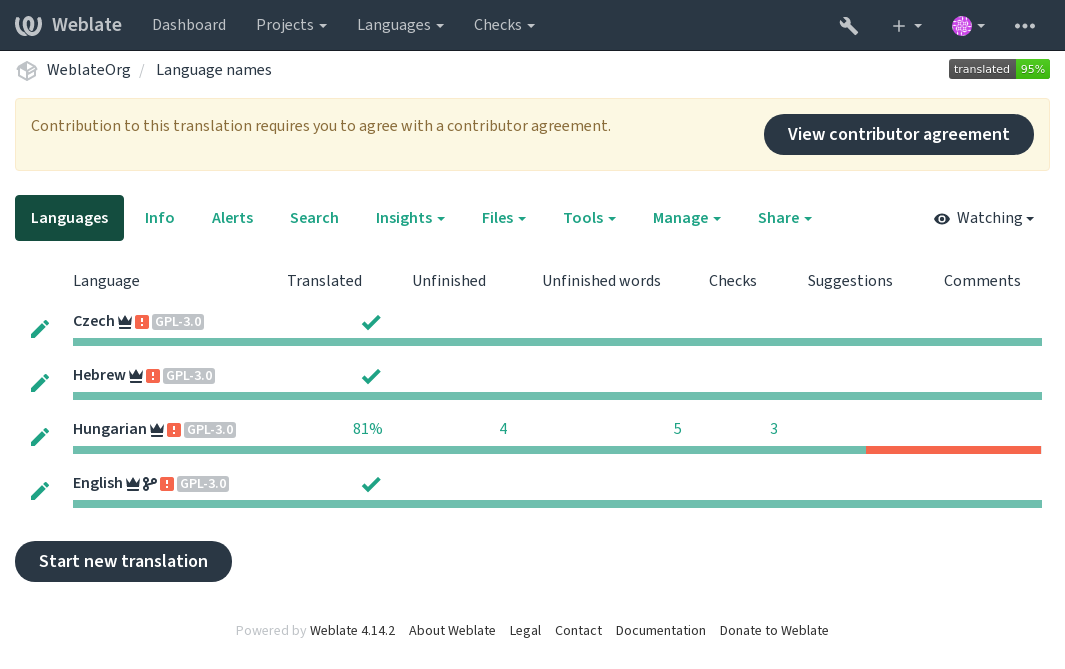 Weblate Dashboard Projects Languages Checks
WeblateOrg / Language names translated 95%
Contribution to this translation requires you to agree with a contributor agreement. View contributor agreement
Languages Info Alerts Search Insights Files Tools Manage Share Watching
Language Translated Unfinished Unfinished words Checks Suggestions Comments
Czech GPL-3.0
Hebrew GPL-3.0
Hungarian GPL-3.0 81% 4 5 3
English GPL-3.0
Start new translation
Powered by Weblate 4.14.2 About Weblate Legal Contact Documentation Donate to Weblate